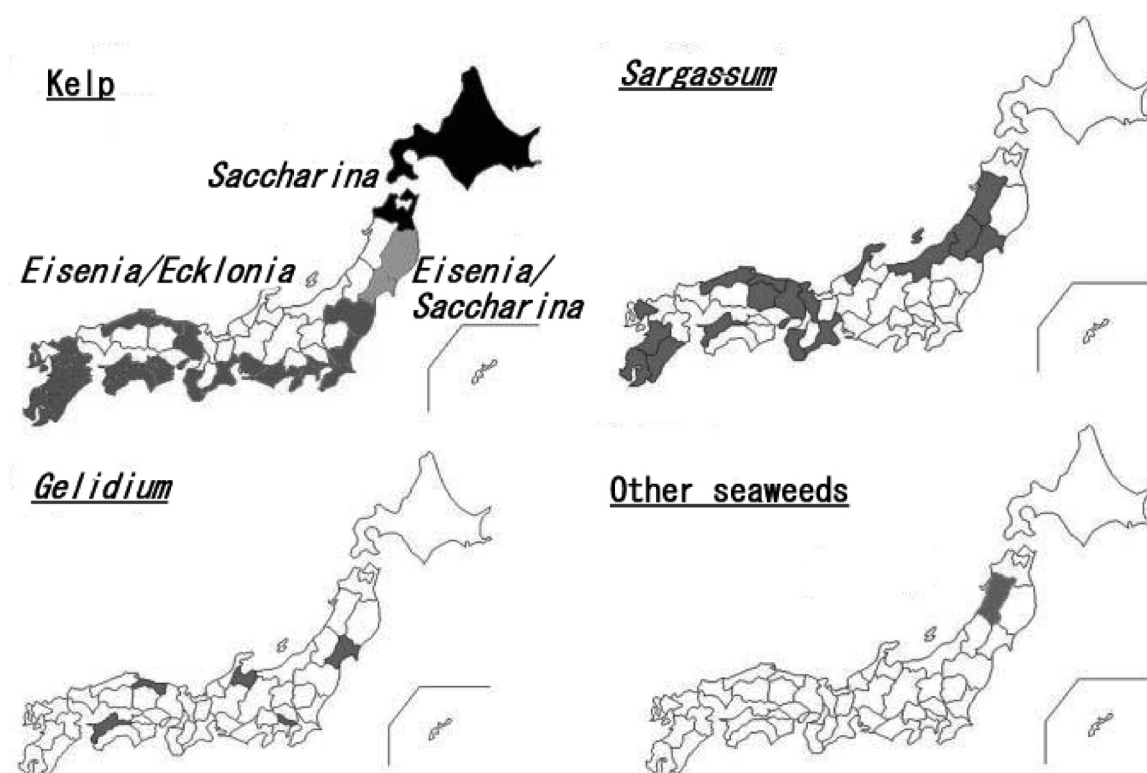 Kelp
Sargassum
Saccharina
Eisenia/Ecklonia
Eisenia/
Saccharina
Gelidium
Other seaweeds